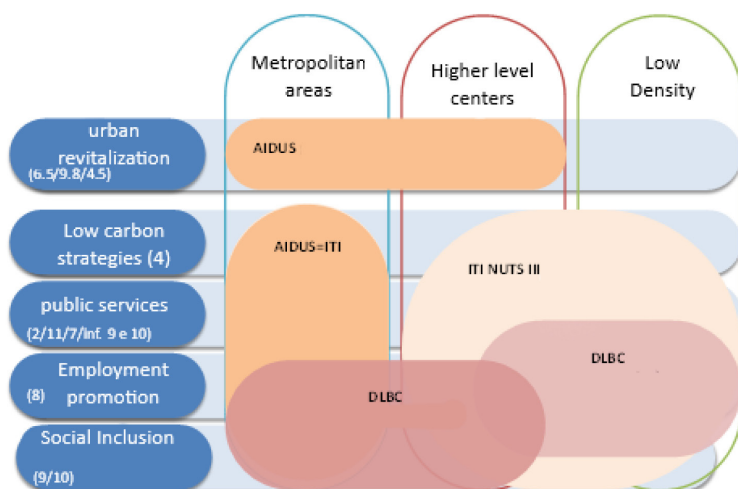 Metropolitan
areas
Higher level
centers
Low
Density
urban
revitalization
(6.5/9.8/4.5)
AIDUS
Low carbon
strategies (4)
AIDUS=ITI
ITI NUTS III
public services
(2/11/7/inf. 9 e 10)
DLBC
Employment
(8) promotion
DLBC
Social Inclusion
(9/10)